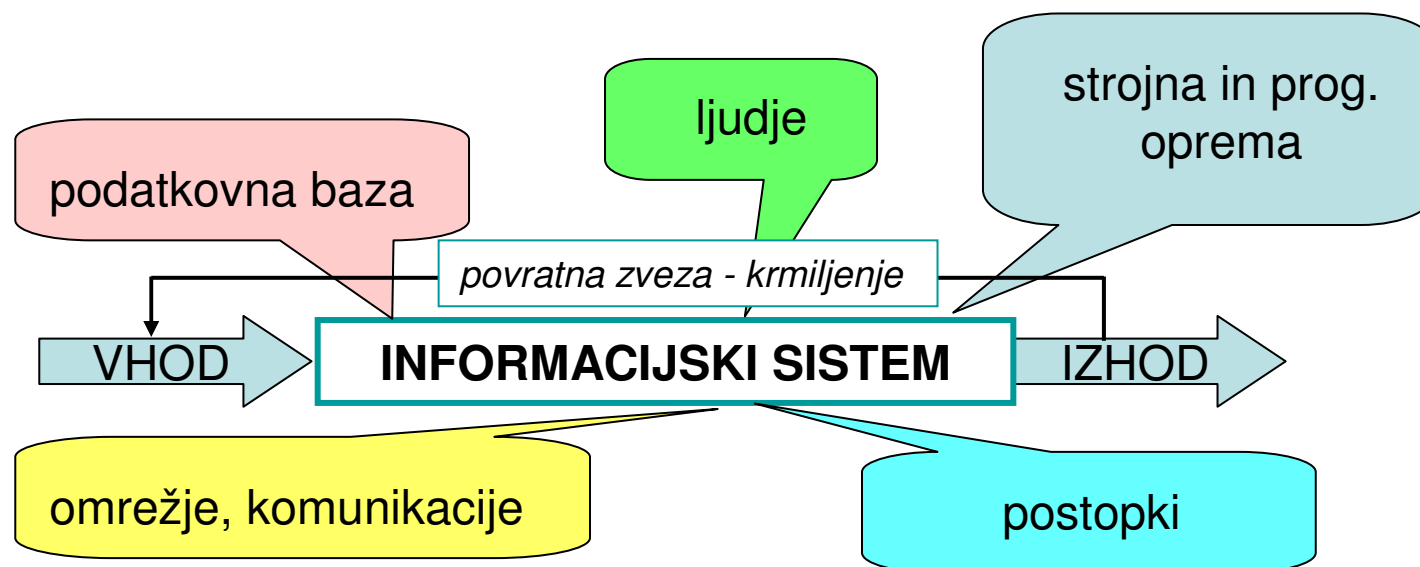 strojna in prog.
oprema
ljudje
podatkovna baza
povratna zveza - krmiljenje
VHOD
INFORMACIJSKI SISTEM
IZHOD
omrežje, komunikacije
postopki